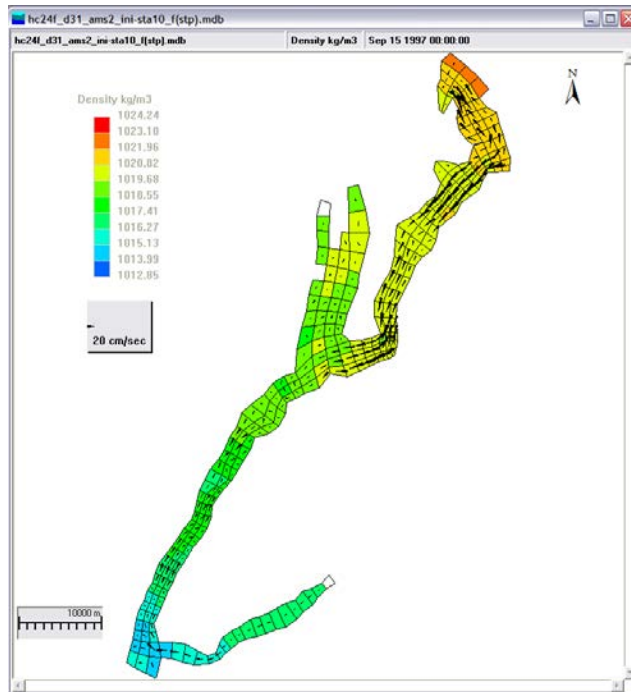 hc24f_d31_ams2_ini-sta10_f(stp).mdb
hc24f_d31_ams2_ini-sta10_f(stp).mdb Density kg/m3 Sep 15 1997 00:00:00
N
Density kg/m3
1024.24
1023.10
1021.96
1020.82
1019.68
1018.55
1017.41
1016.27
1015.13
1013.99
1012.85
20 cm/sec
10000 m